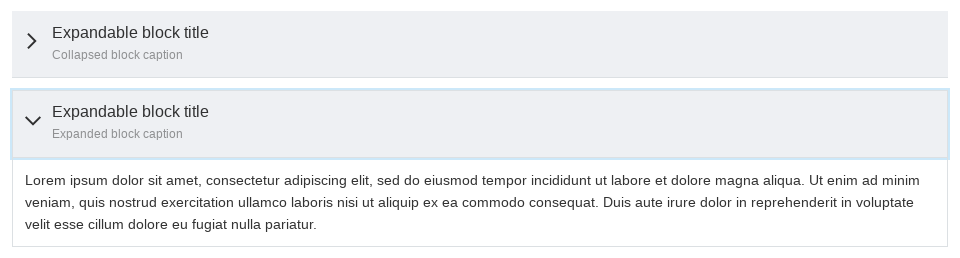 Expandable block title
Collapsed block caption
Expandable block title
Expanded block caption
Lorem ipsum dolor sit amet, consectetur adipiscing elit, sed do eiusmod tempor incididunt ut labore et dolore magna aliqua. Ut enim ad minim
veniam, quis nostrud exercitation ullamco laboris nisi ut aliquip ex ea commodo consequat. Duis aute irure dolor in reprehenderit in voluptate
velit esse cillum dolore eu fugiat nulla pariatur.